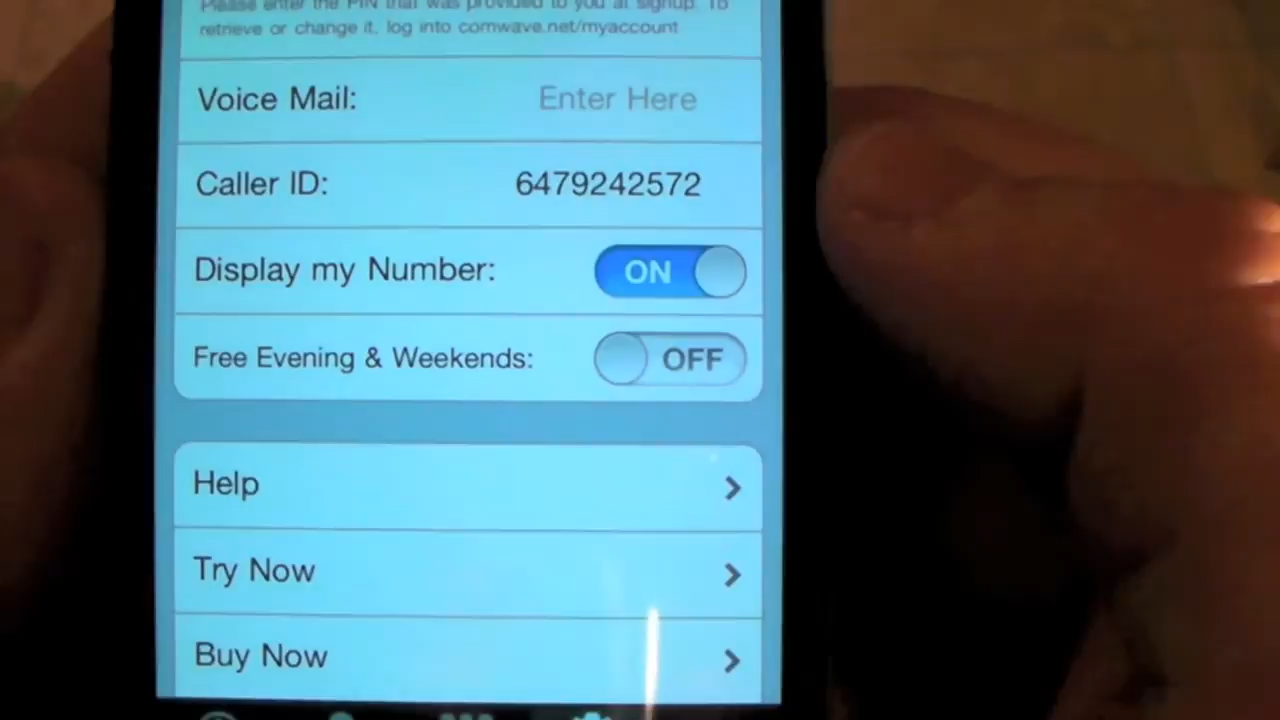 Please enter the PIN that was provided to you at signup. To
retrieve or change it, log into comwave.net/myaccount
Voice Mail: Enter Here
Caller ID: 6479242572
Display my Number: ON
Free Evening & Weekends: OFF
Help
Try Now
Buy Now